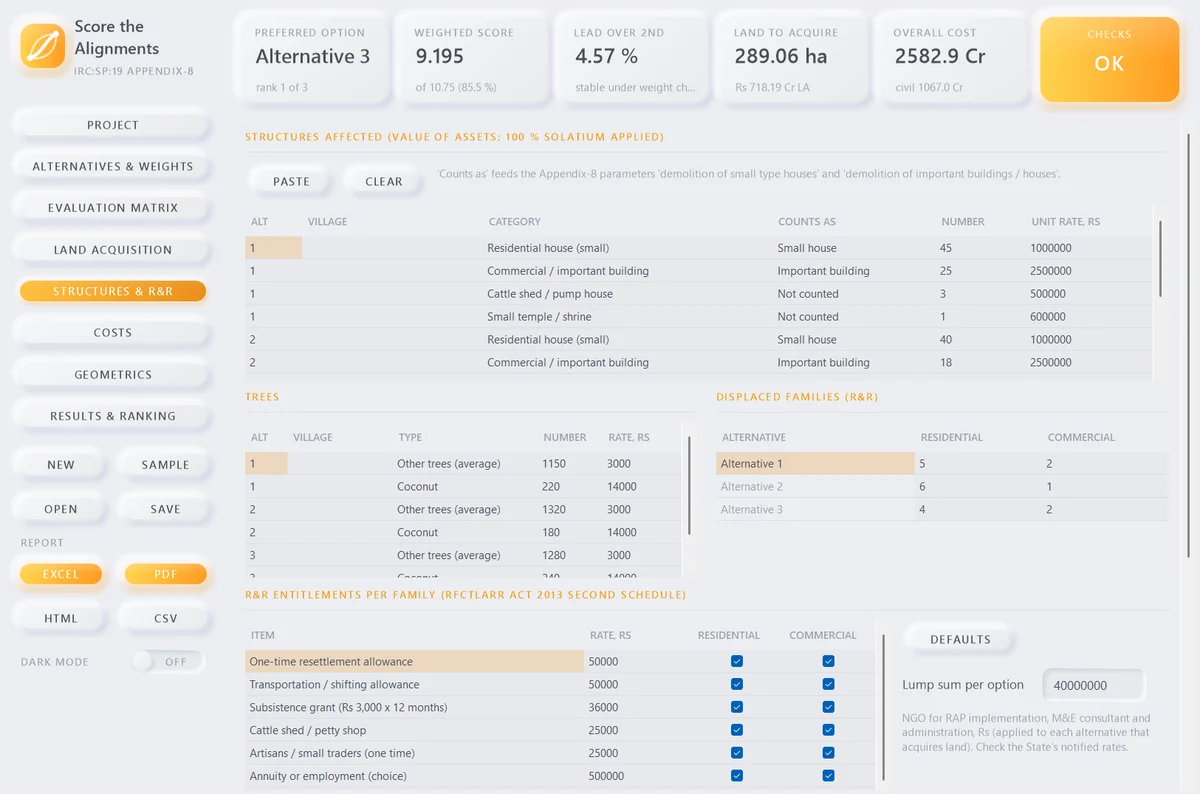 Score the
Alignments
IRC:SP:19 APPENDIX-8
PREFERRED OPTION
Alternative 3
rank 1 of 3
WEIGHTED SCORE
9.195
of 10.75 (85.5 %)
LEAD OVER 2ND
4.57 %
stable under weight ch...
LAND TO ACQUIRE
289.06 ha
Rs 718.19 Cr LA
OVERALL COST
2582.9 Cr
civil 1067.0 Cr
CHECKS
OK
PROJECT
ALTERNATIVES & WEIGHTS
EVALUATION MATRIX
LAND ACQUISITION
STRUCTURES & R&R
COSTS
GEOMETRICS
RESULTS & RANKING
NEW SAMPLE
OPEN SAVE
REPORT
EXCEL PDF
HTML CSV
DARK MODE OFF
STRUCTURES AFFECTED (VALUE OF ASSETS; 100 % SOLATIUM APPLIED)
PASTE CLEAR 'Counts as' feeds the Appendix-8 parameters 'demolition of small type houses' and 'demolition of important buildings / houses'.
ALT VILLAGE CATEGORY COUNTS AS NUMBER UNIT RATE, RS
1 Residential house (small) Small house 45 1000000
1 Commercial / important building Important building 25 2500000
1 Cattle shed / pump house Not counted 3 500000
1 Small temple / shrine Not counted 1 600000
2 Residential house (small) Small house 40 1000000
2 Commercial / important building Important building 18 2500000
TREES
ALT VILLAGE TYPE NUMBER RATE, RS
1 Other trees (average) 1150 3000
1 Coconut 220 14000
2 Other trees (average) 1320 3000
2 Coconut 180 14000
3 Other trees (average) 1280 3000
3 Coconut 240 14000
DISPLACED FAMILIES (R&R)
ALTERNATIVE RESIDENTIAL COMMERCIAL
Alternative 1 5 2
Alternative 2 6 1
Alternative 3 4 2
R&R ENTITLEMENTS PER FAMILY (RFCTLARR ACT 2013 SECOND SCHEDULE)
ITEM RATE, RS RESIDENTIAL COMMERCIAL
One-time resettlement allowance 50000
Transportation / shifting allowance 50000
Subsistence grant (Rs 3,000 x 12 months) 36000
Cattle shed / petty shop 25000
Artisans / small traders (one time) 25000
Annuity or employment (choice) 500000
DEFAULTS
Lump sum per option 40000000
NGO for RAP implementation, M&E consultant and
administration, Rs (applied to each alternative that
acquires land). Check the State's notified rates.